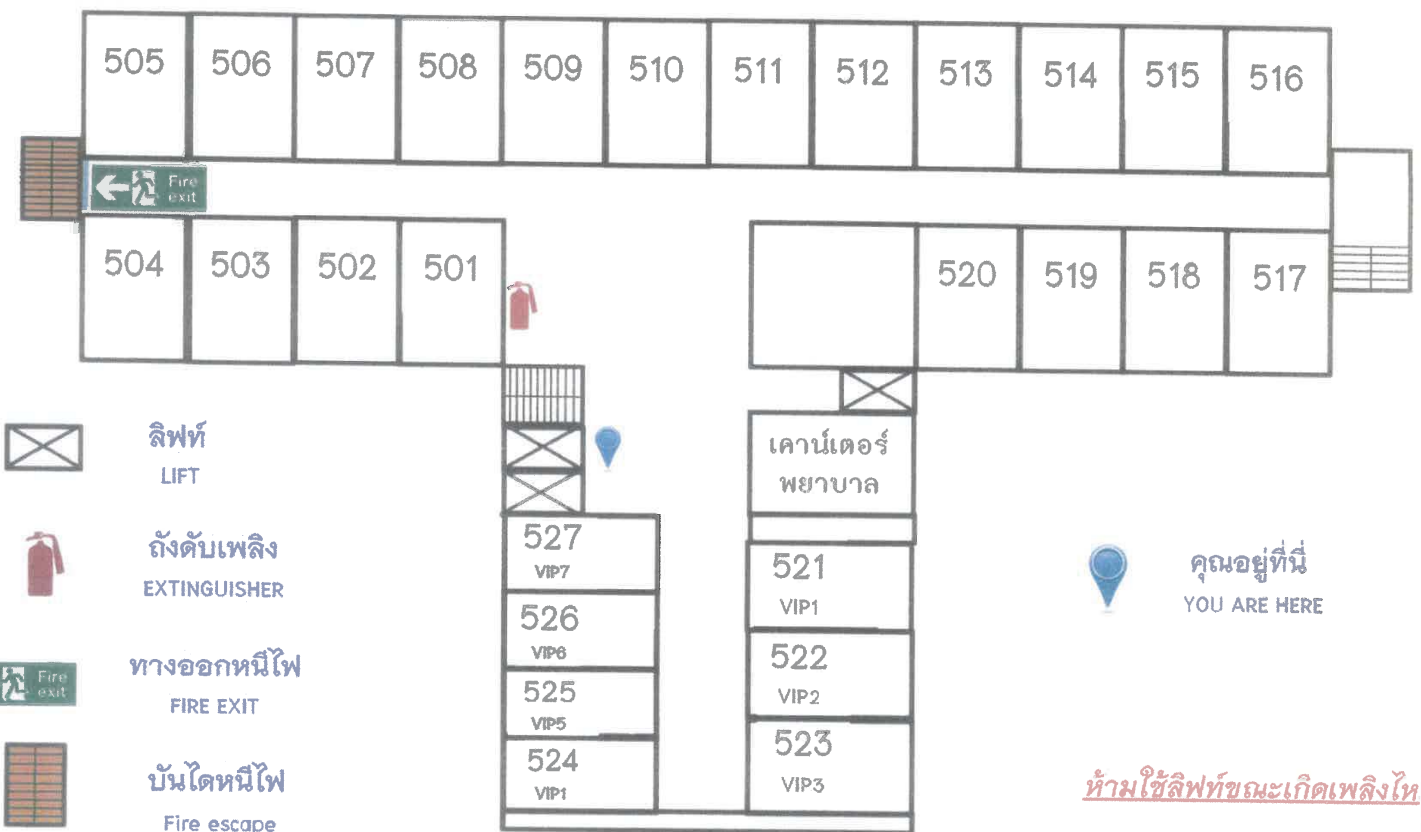 505 506 507 508 509 510 511 512 513 514 515 516
Fire
exit
504 503 502 501 520 519 518 517
ลิฟท์
LIFT
เคาน์เตอร์
พยาบาล
ถังดับเพลิง
EXTINGUISHER
527
VIP7
521
VIP1
คุณอยู่ที่นี่
YOU ARE HERE
526
VIP6
522
VIP2
Fire
exit
ทางออกหนีไฟ
FIRE EXIT
525
VIP5
523
VIP3
524
VIP1
บันไดหนีไฟ
Fire escape
ห้ามใช้ลิฟท์ขณะเกิดเพลิงไห